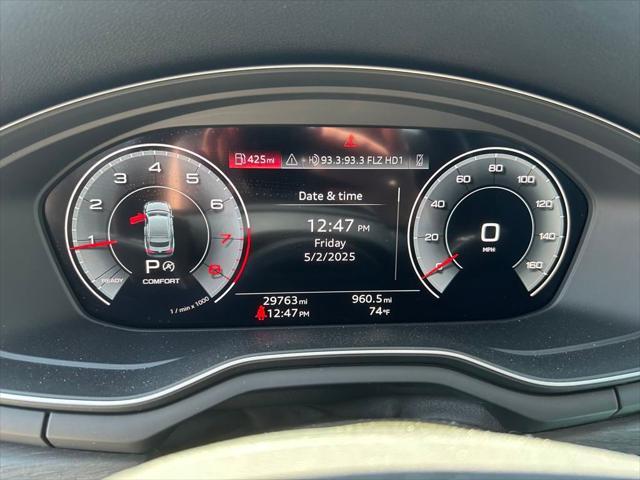 425mi HD 93.3:93.3 FLZ HD1
Date & time
12:47 PM
Friday
5/2/2025
1 2 3 4 5 6 7 8
READY
P
COMFORT
1/min x 1000
0 20 40 60 80 100 120 140 160
0
MPH
29763 mi 960.5 mi
12:47 PM 74°F